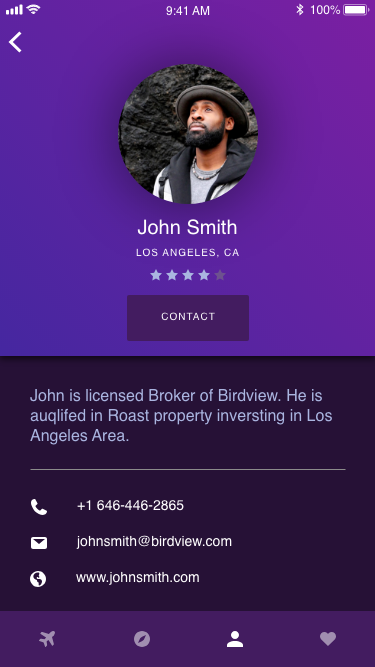 9:41 AM 100%
John Smith
LOS ANGELES, CA
CONTACT
John is licensed Broker of Birdview. He is
auqlifed in Roast property inversting in Los
Angeles Area.
+1 646-446-2865
johnsmith@birdview.com
www.johnsmith.com